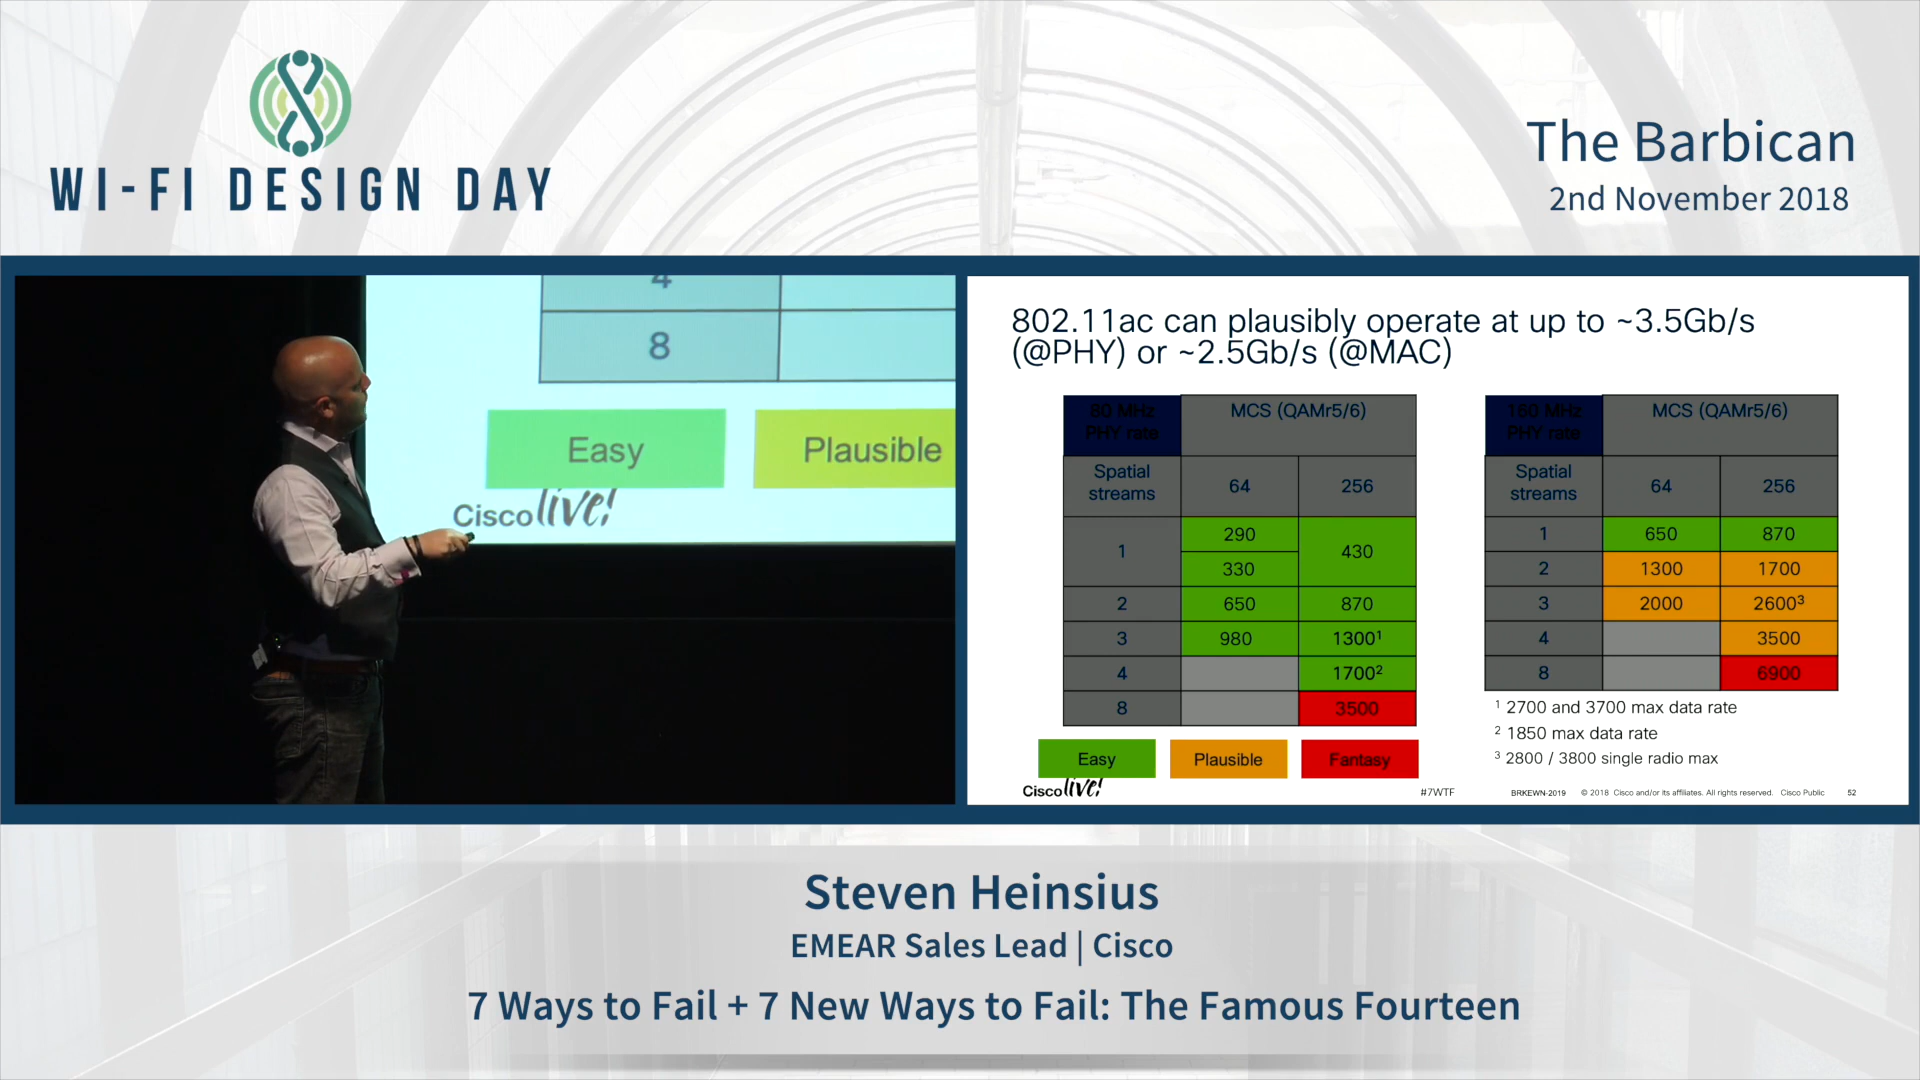 WI-FI DESIGN DAY
The Barbican
2nd November 2018
4
8
Easy
Plausible
Cisco live!
802.11ac can plausibly operate at up to ~3.5Gb/s
(@PHY) or ~2.5Gb/s (@MAC)
80 MHz
PHY rate
MCS (QAMr5/6)
Spatial
streams
64
256
1
290
430
330
2
650
870
3
980
1300¹
4
1700²
8
3500
160 MHz
PHY rate
MCS (QAMr5/6)
Spatial
streams
64
256
1
650
870
2
1300
1700
3
2000
2600³
4
3500
8
6900
¹ 2700 and 3700 max data rate
² 1850 max data rate
³ 2800 / 3800 single radio max
Easy
Plausible
Fantasy
Cisco live!
#7WTF
BRKEWN-2019
© 2018 Cisco and/or its affiliates. All rights reserved. Cisco Public
52
Steven Heinsius
EMEAR Sales Lead | Cisco
7 Ways to Fail + 7 New Ways to Fail: The Famous Fourteen